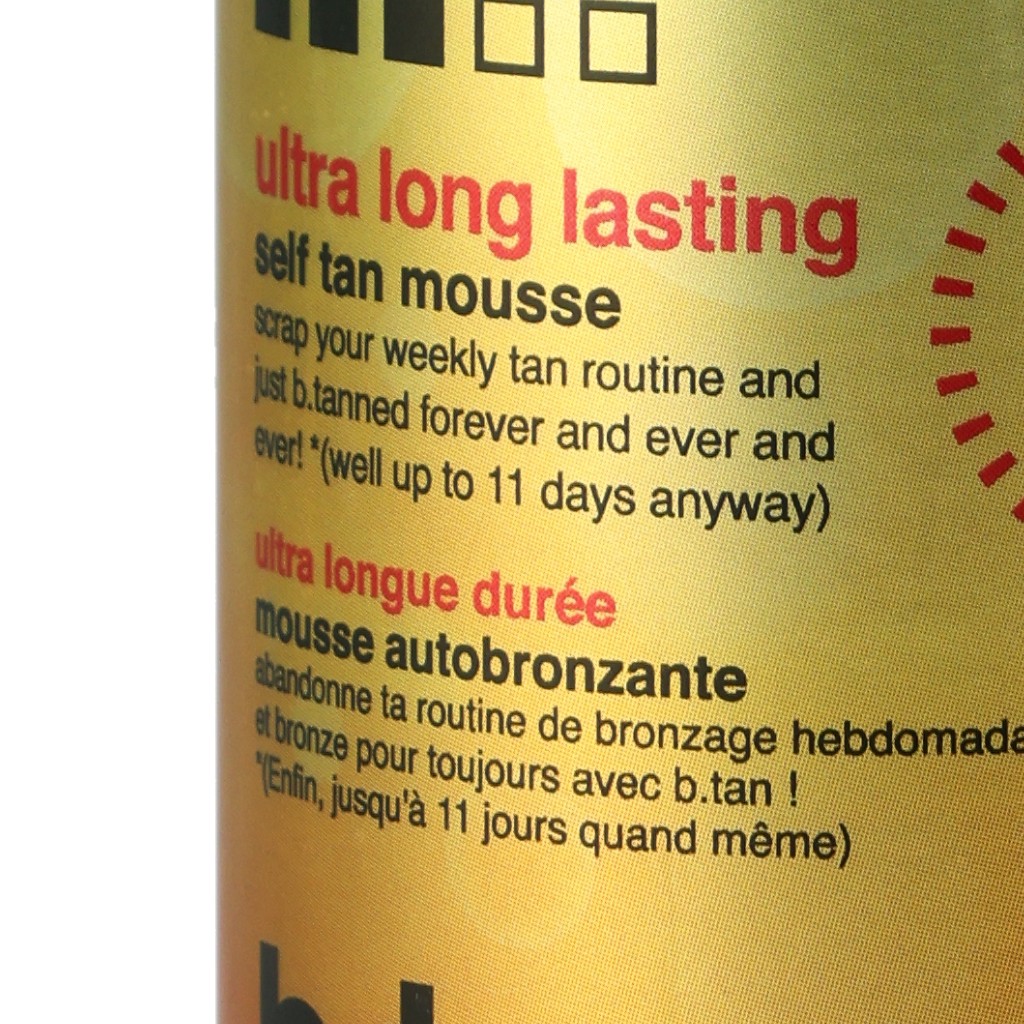 ultra long lasting
self tan mousse
scrap your weekly tan routine and
just b.tanned forever and ever and
ever! *(well up to 11 days anyway)
ultra longue durée
mousse autobronzante
abandonne ta routine de bronzage
et bronze pour toujours avec b.tan !
*(Enfin, jusqu'à 11 jours quand même)